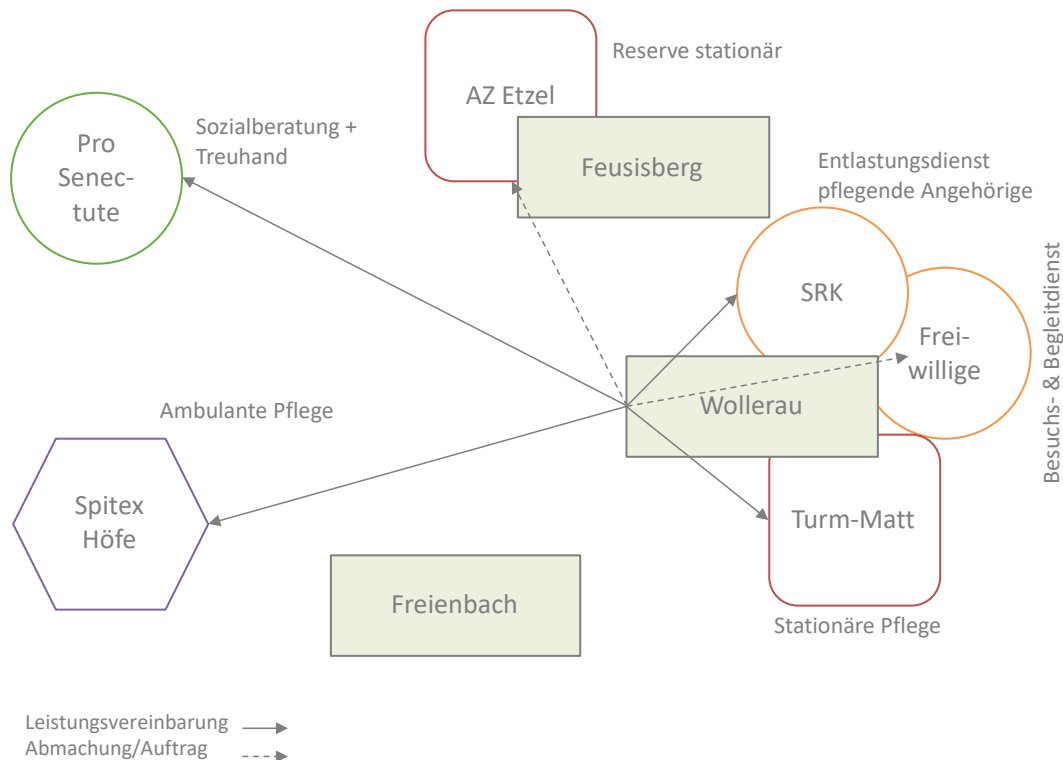 Reserve stationär
AZ Etzel
Pro
Senec-
tute
Sozialberatung +
Treuhand
Feusisberg
Entlastungsdienst
pflegende Angehörige
SRK
Frei-
willige
Besuchs- & Begleitdienst
Ambulante Pflege
Wollerau
Spitex
Höfe
Turm-Matt
Freienbach
Stationäre Pflege
Leistungsvereinbarung
Abmachung/Auftrag